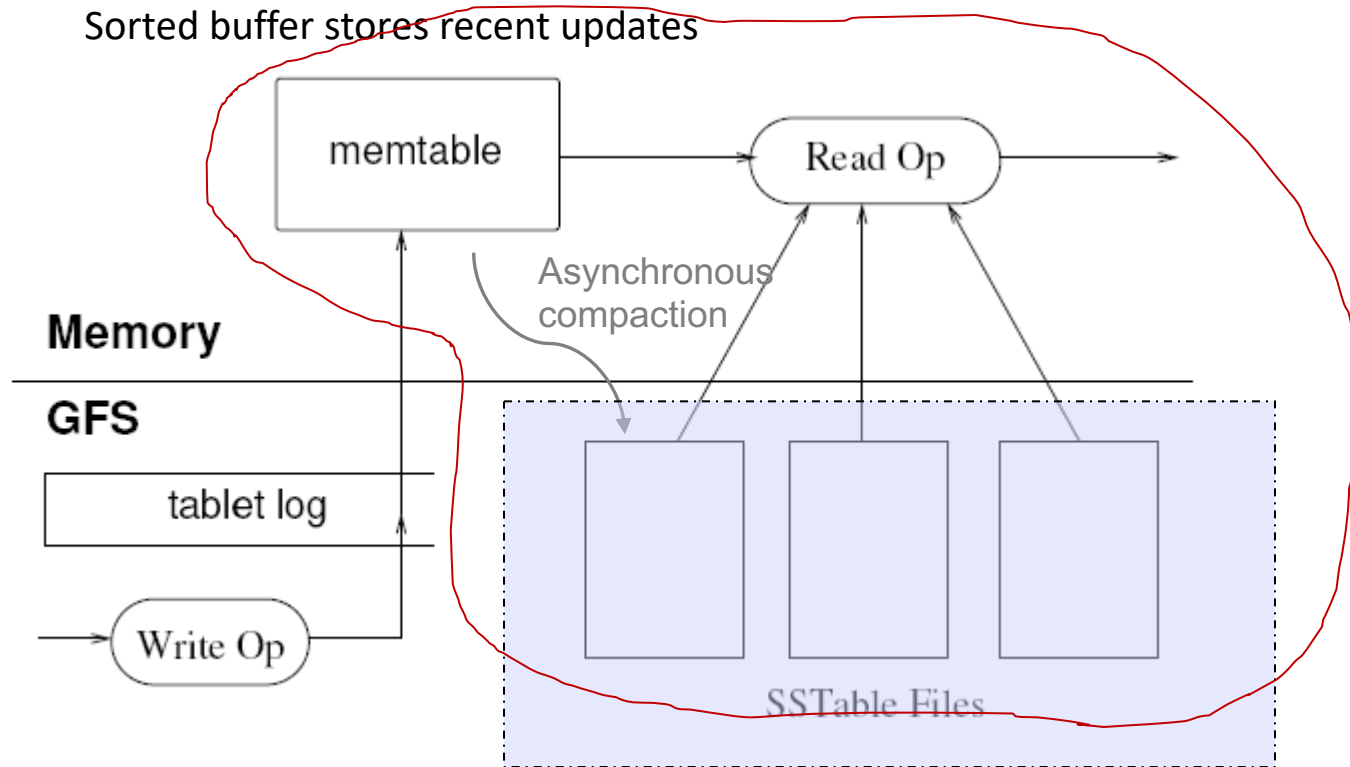 Sorted buffer stores recent updates
memtable
Read Op
Asynchronous
compaction
Memory
GFS
tablet log
Write Op
SSTable Files